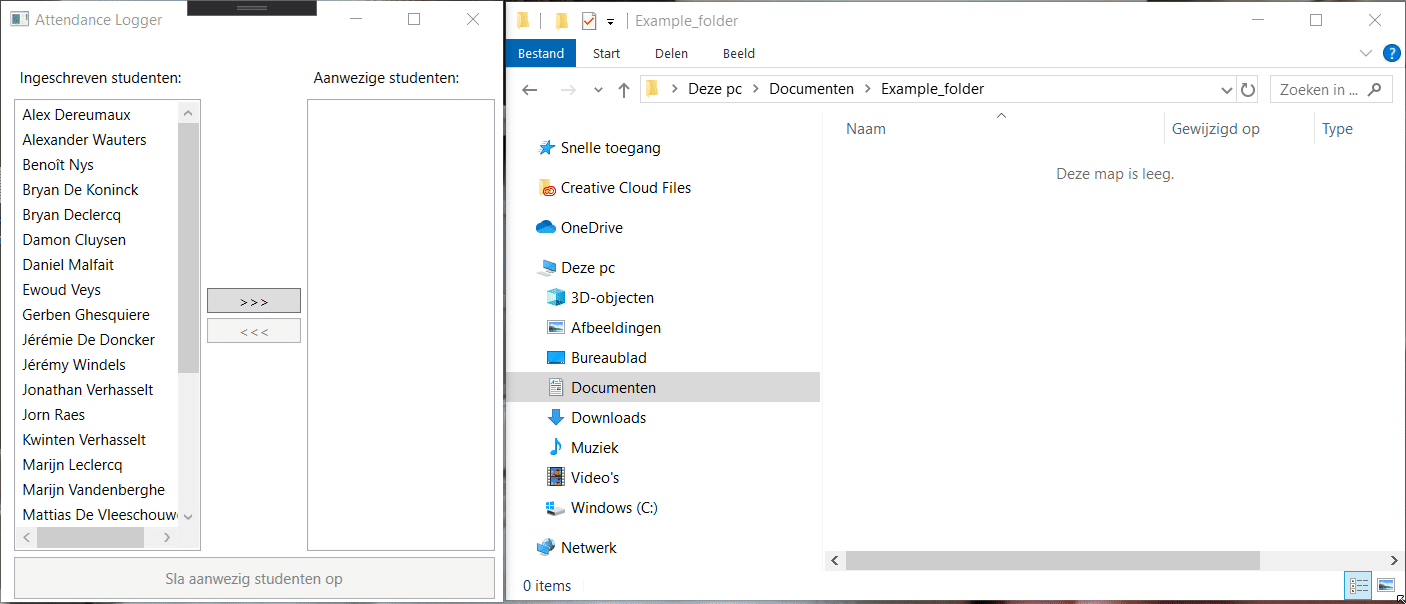 Attendance Logger
Ingeschreven studenten:
Aanwezige studenten:
Alex Dereumaux
Alexander Wauters
Benoît Nys
Bryan De Koninck
Bryan Declercq
Damon Cluysen
Daniel Malfait
Ewoud Veys
Gerben Ghesquiere
Jérémie De Doncker
Jérémy Windels
Jonathan Verhasselt
Jorn Raes
Kwinten Verhasselt
Marijn Leclercq
Marijn Vandenberghe
Mattias De Vleeschouw
>>>
<<<
Sla aanwezig studenten op
Example_folder
Bestand Start Delen Beeld
?
Deze pc > Documenten > Example_folder
Zoeken in ...
Snelle toegang
Creative Cloud Files
OneDrive
Deze pc
3D-objecten
Afbeeldingen
Bureaublad
Documenten
Downloads
Muziek
Video's
Windows (C:)
Netwerk
Naam Gewijzigd op Type
Deze map is leeg.
0 items